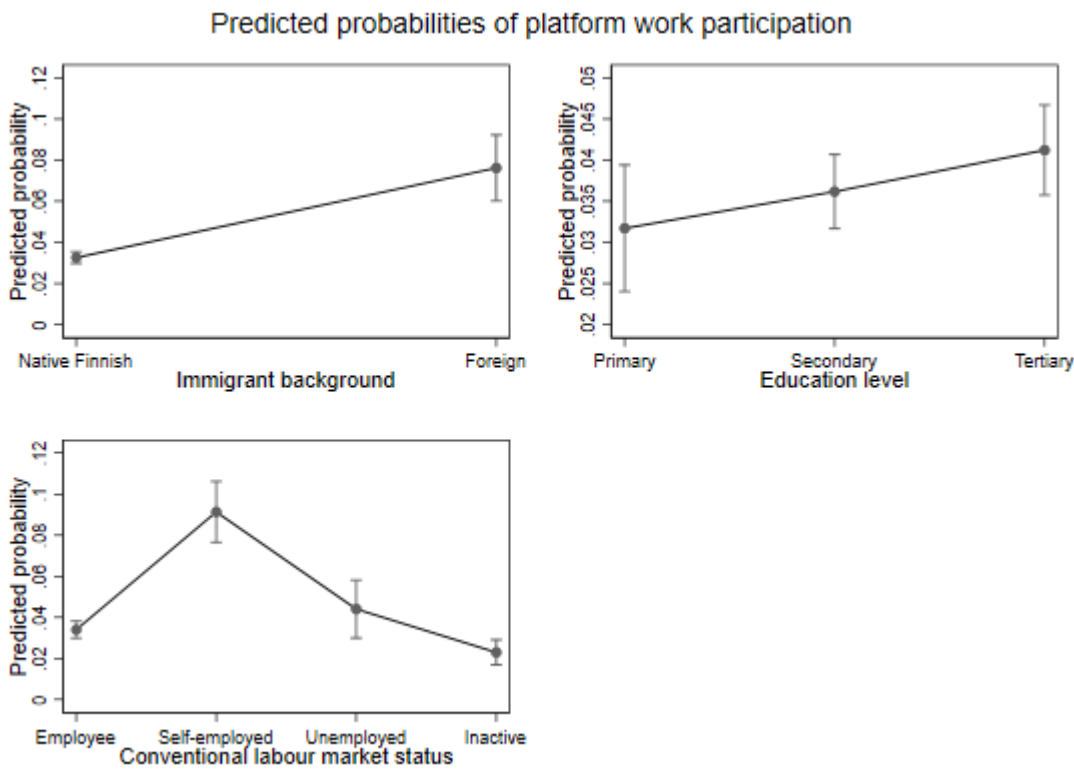 Predicted probabilities of platform work participation
Predicted probability
.12
.1
.08
.06
.04
.02
0
Native Finnish
Foreign
Immigrant background
Predicted probability
.05
.045
.04
.035
.03
.025
.02
Primary
Secondary
Tertiary
Education level
Predicted probability
.12
.1
.08
.06
.04
.02
0
Employee
Self-employed
Unemployed
Inactive
Conventional labour market status